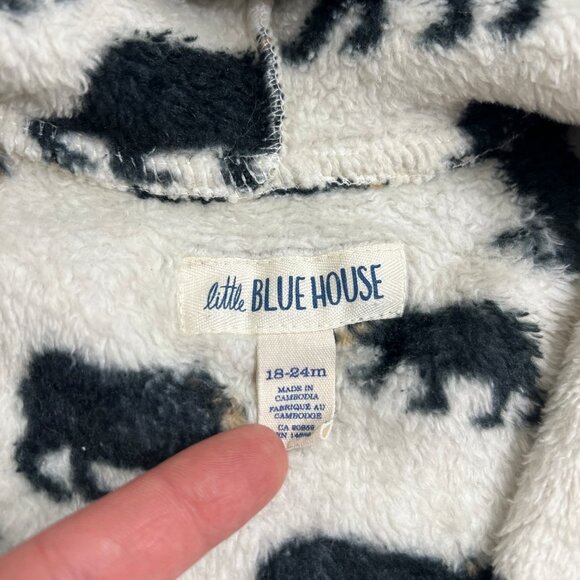 little BLUE HOUSE
18-24m
MADE IN
CAMBODIA
FABRIQUÉ AU
CAMBODGE